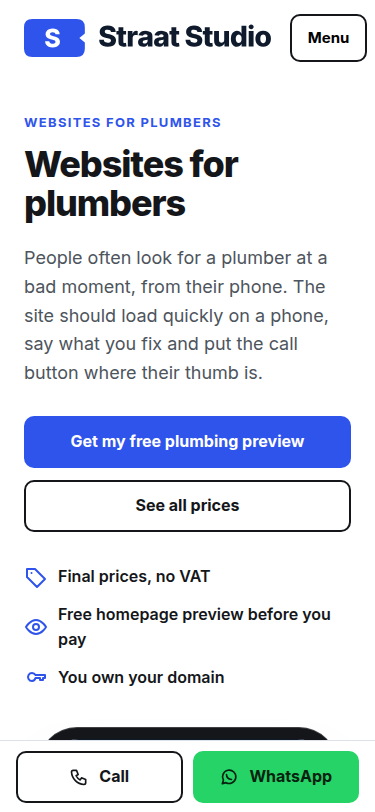 S Straat Studio
Menu
WEBSITES FOR PLUMBERS
Websites for
plumbers
People often look for a plumber at a
bad moment, from their phone. The
site should load quickly on a phone,
say what you fix and put the call
button where their thumb is.
Get my free plumbing preview
See all prices
Final prices, no VAT
Free homepage preview before you
pay
You own your domain
Call
WhatsApp